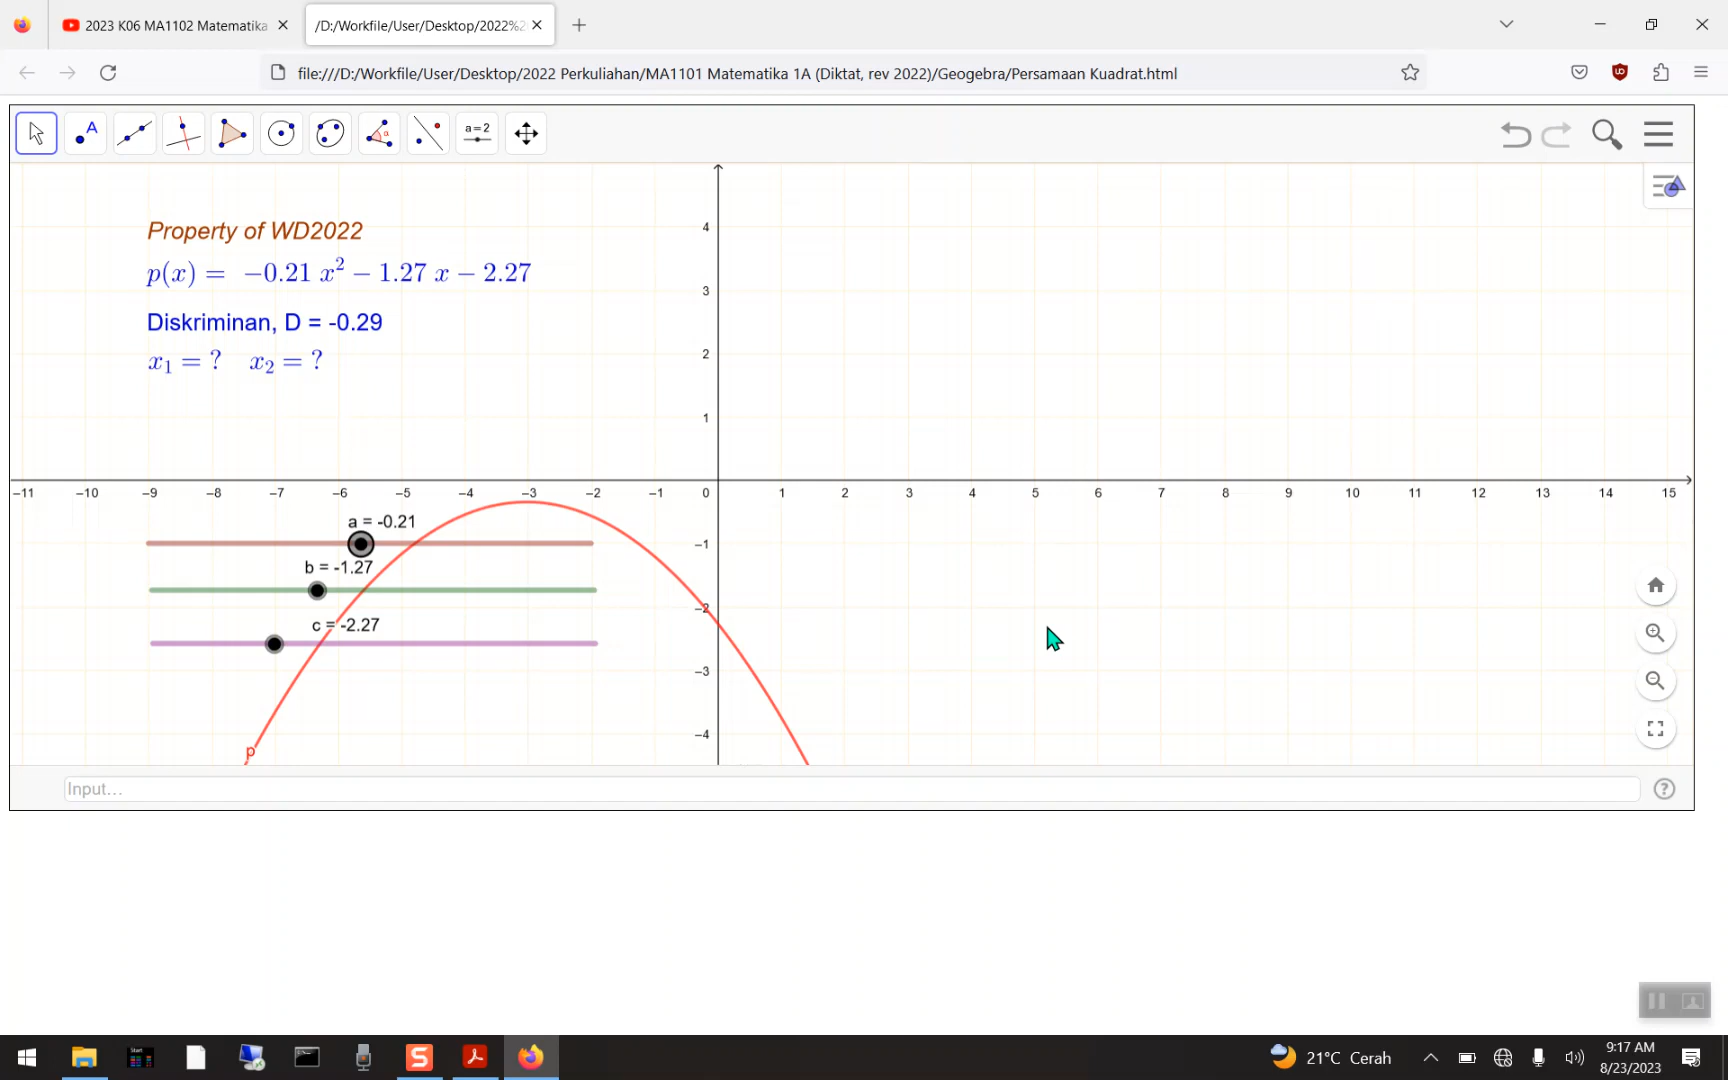 2023 K06 MA1102 Matematika
/D:/Workfile/User/Desktop/2022%2
file:///D:/Workfile/User/Desktop/2022 Perkuliahan/MA1101 Matematika 1A (Diktat, rev 2022)/Geogebra/Persamaan Kuadrat.html
A
α
a=2
Property of WD2022
p(x) = −0.21 x² − 1.27 x − 2.27
Diskriminan, D = -0.29
x₁ = ? x₂ = ?
4
3
2
1
−11 −10 −9 −8 −7 −6 −5 −4 −3 −2 −1 0 1 2 3 4 5 6 7 8 9 10 11 12 13 14 15
a = -0.21
−1
b = -1.27
−2
c = -2.27
−3
−4
p
Input…
?
Start
S
21°C Cerah
9:17 AM
8/23/2023